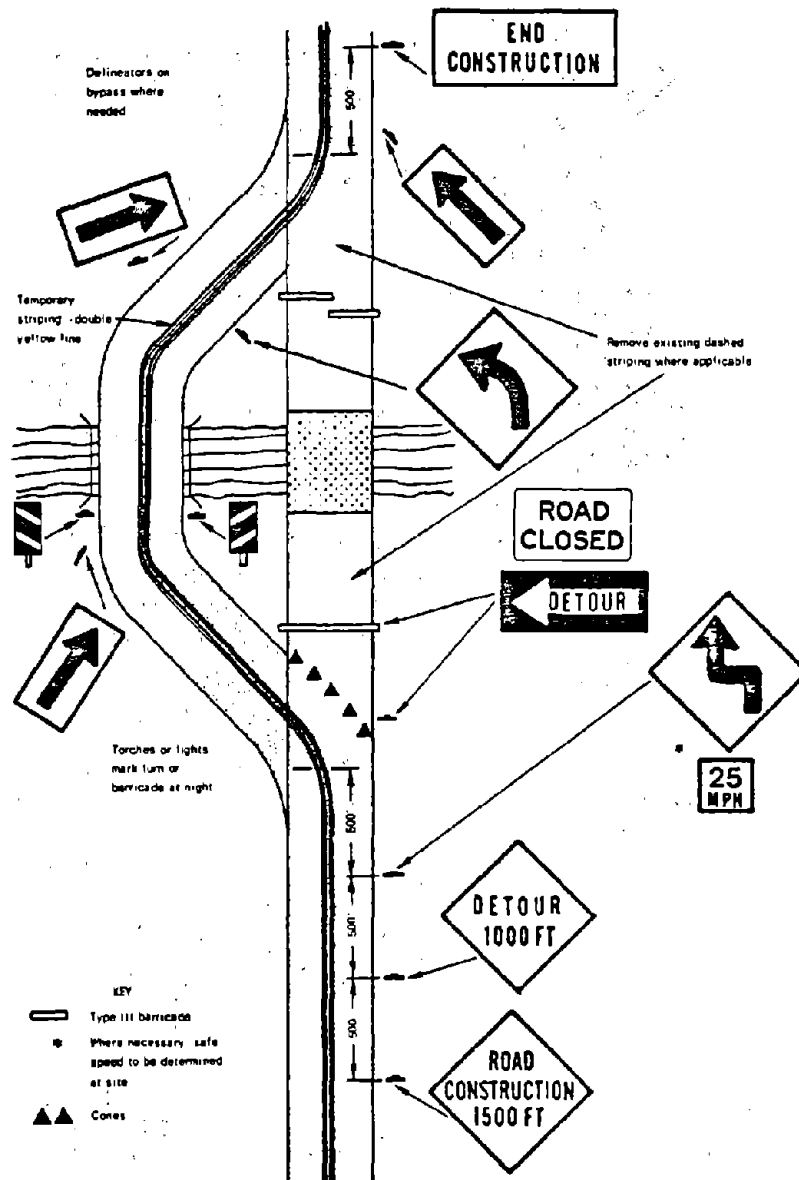 END
CONSTRUCTION
Delineators on
bypass where
needed
500'
Temporary
striping - double
yellow line
Remove existing dashed
striping where applicable
ROAD
CLOSED
DETOUR
*
25
MPH
Torches or lights
mark turn or
barricade at night
500'
500'
DETOUR
1000 FT
500'
ROAD
CONSTRUCTION
1500 FT
KEY
Type III barricade
* Where necessary safe
speed to be determined
at site
Cones